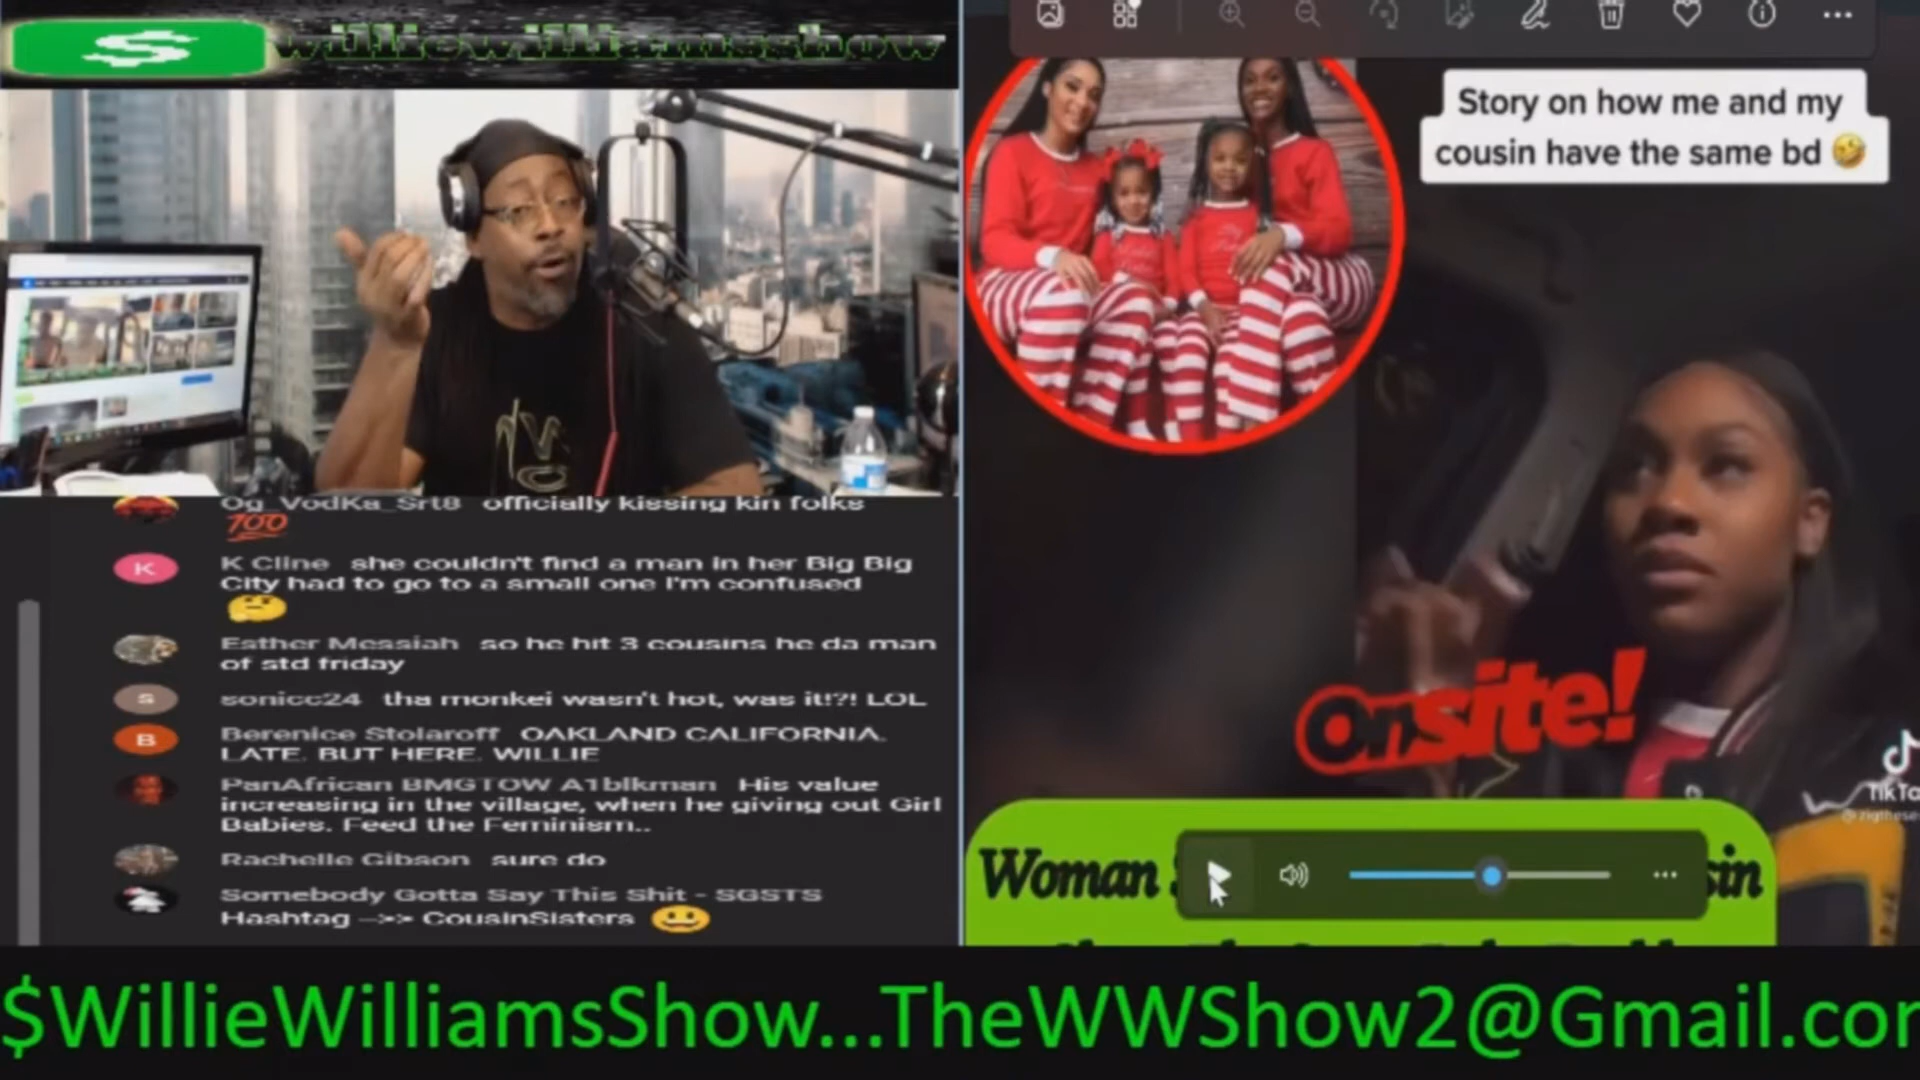 williewilliamsshow
Story on how me and my
cousin have the same bd 🤣
Og_VodKa_Srt8 officially kissing kin folks
💯
K
K Cline she couldn't find a man in her Big Big
City had to go to a small one I'm confused
🤔
Esther Messiah so he hit 3 cousins he da man
of std friday
S
sonicc24 tha monkei wasn't hot, was it!?! LOL
B
Berenice Stolaroff OAKLAND CALIFORNIA.
LATE. BUT HERE. WILLIE
PanAfrican BMGTOW A1blkman His value
increasing in the village, when he giving out Girl
Babies. Feed the Feminism..
Rachelle Gibson sure do
Somebody Gotta Say This Shit - SGSTS
Hashtag -->> CousinSisters 😃
Onsite!
TikTo
Woman
sin
$WillieWilliamsShow...TheWWShow2@Gmail.co